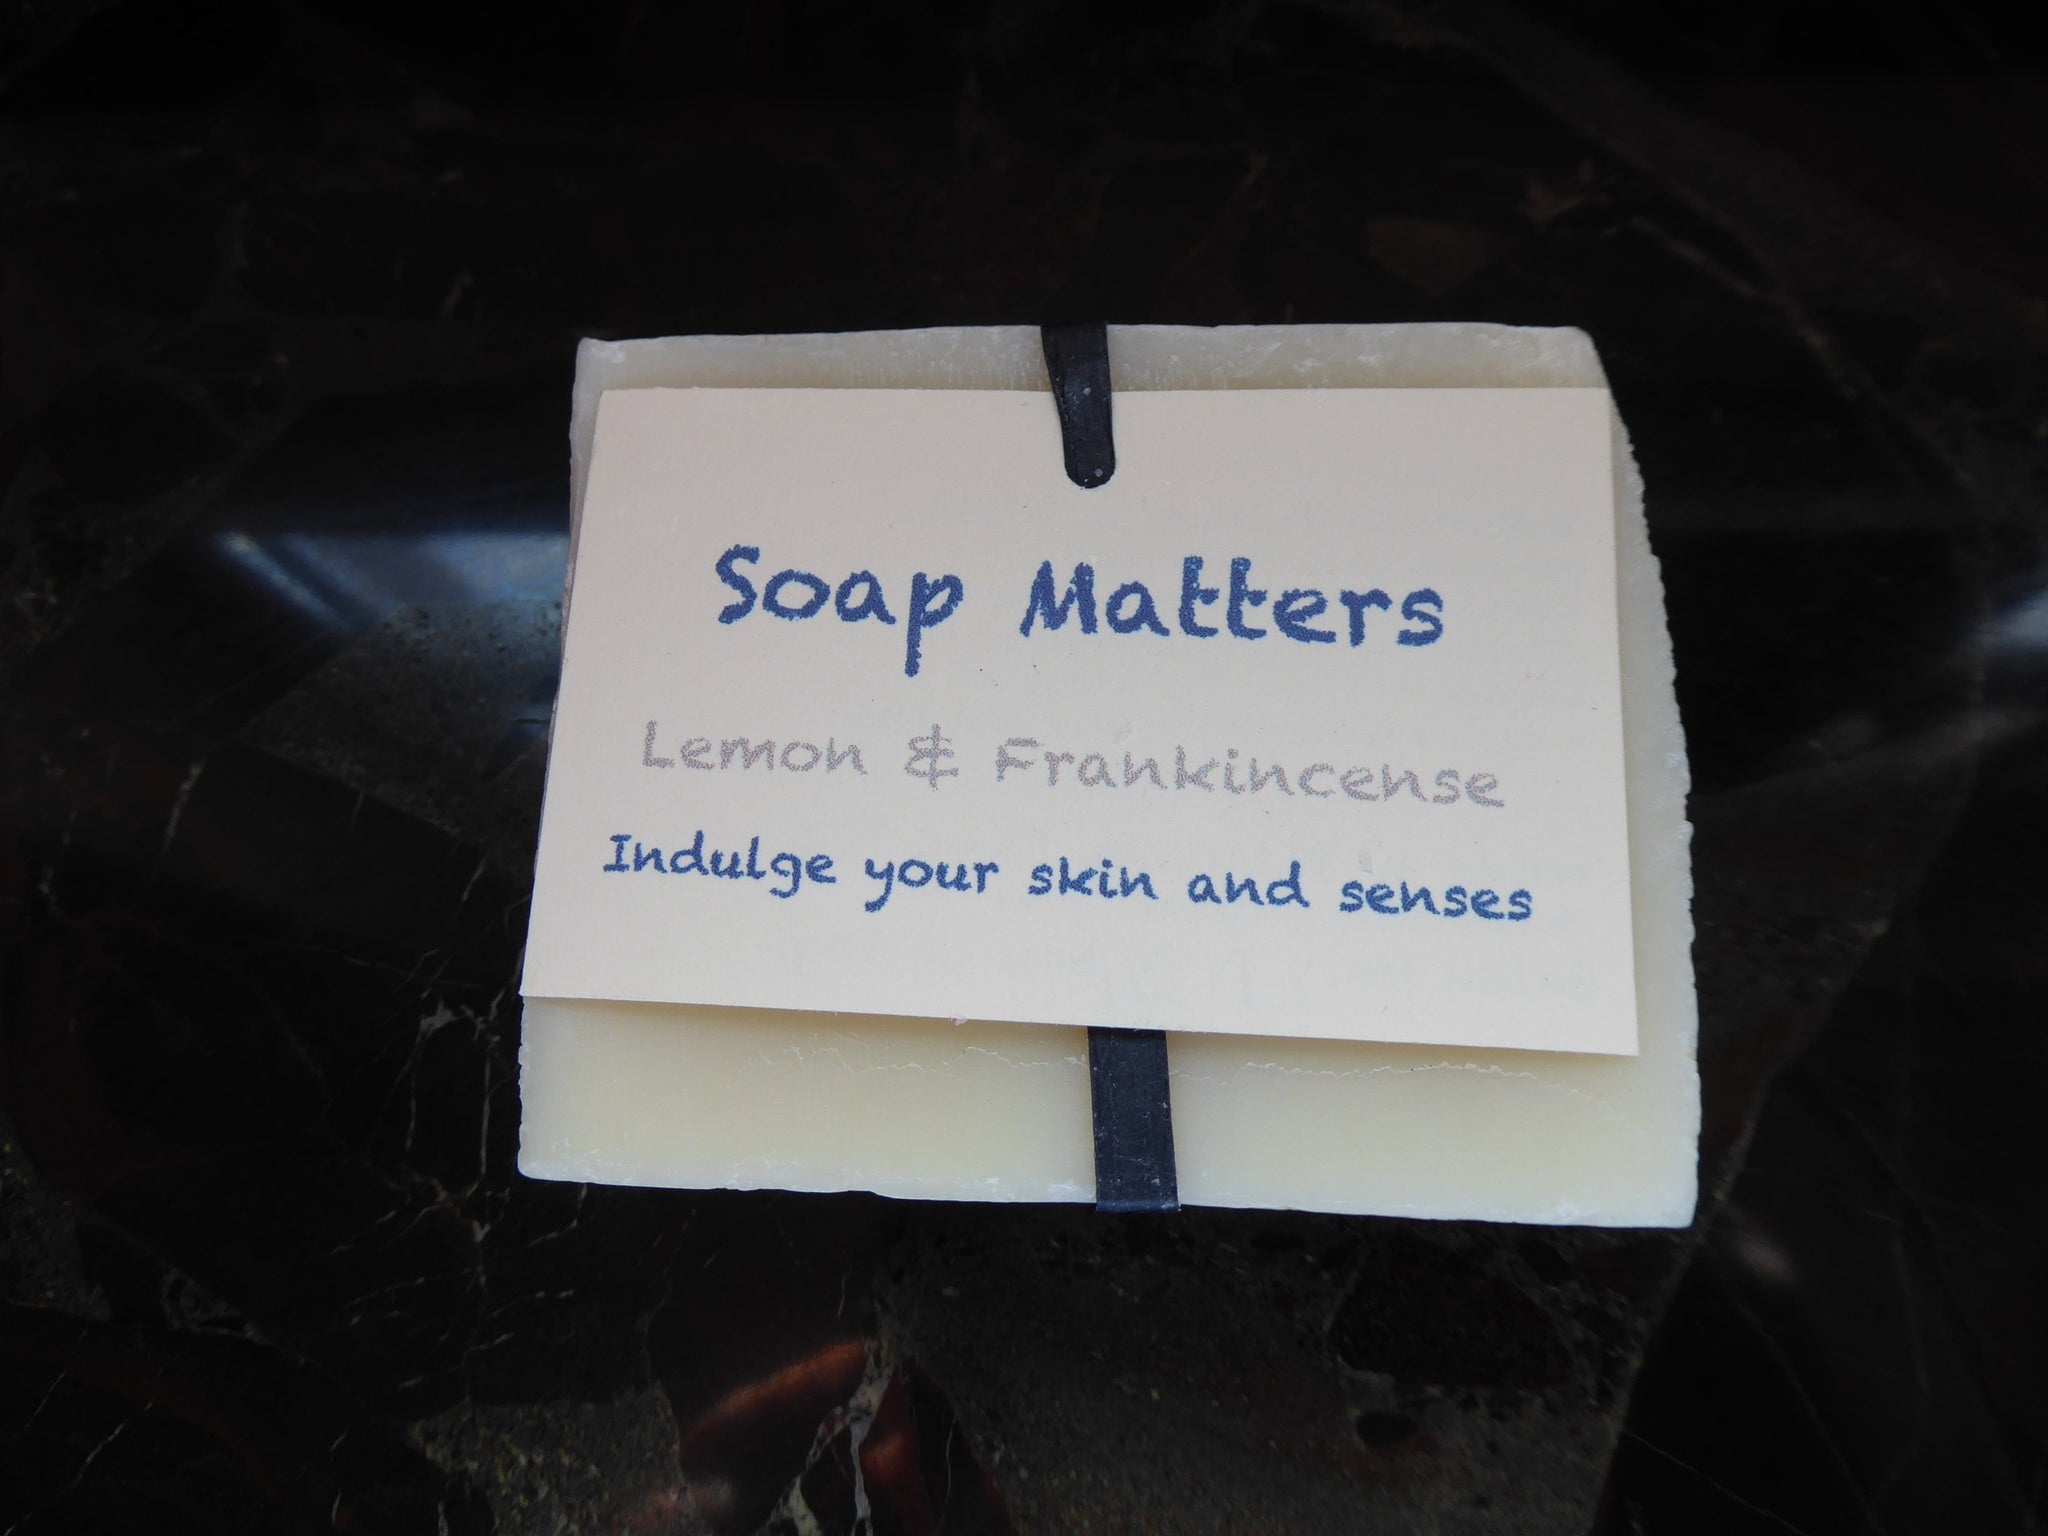 Soap Matters
Lemon & Frankincense
Indulge your skin and senses